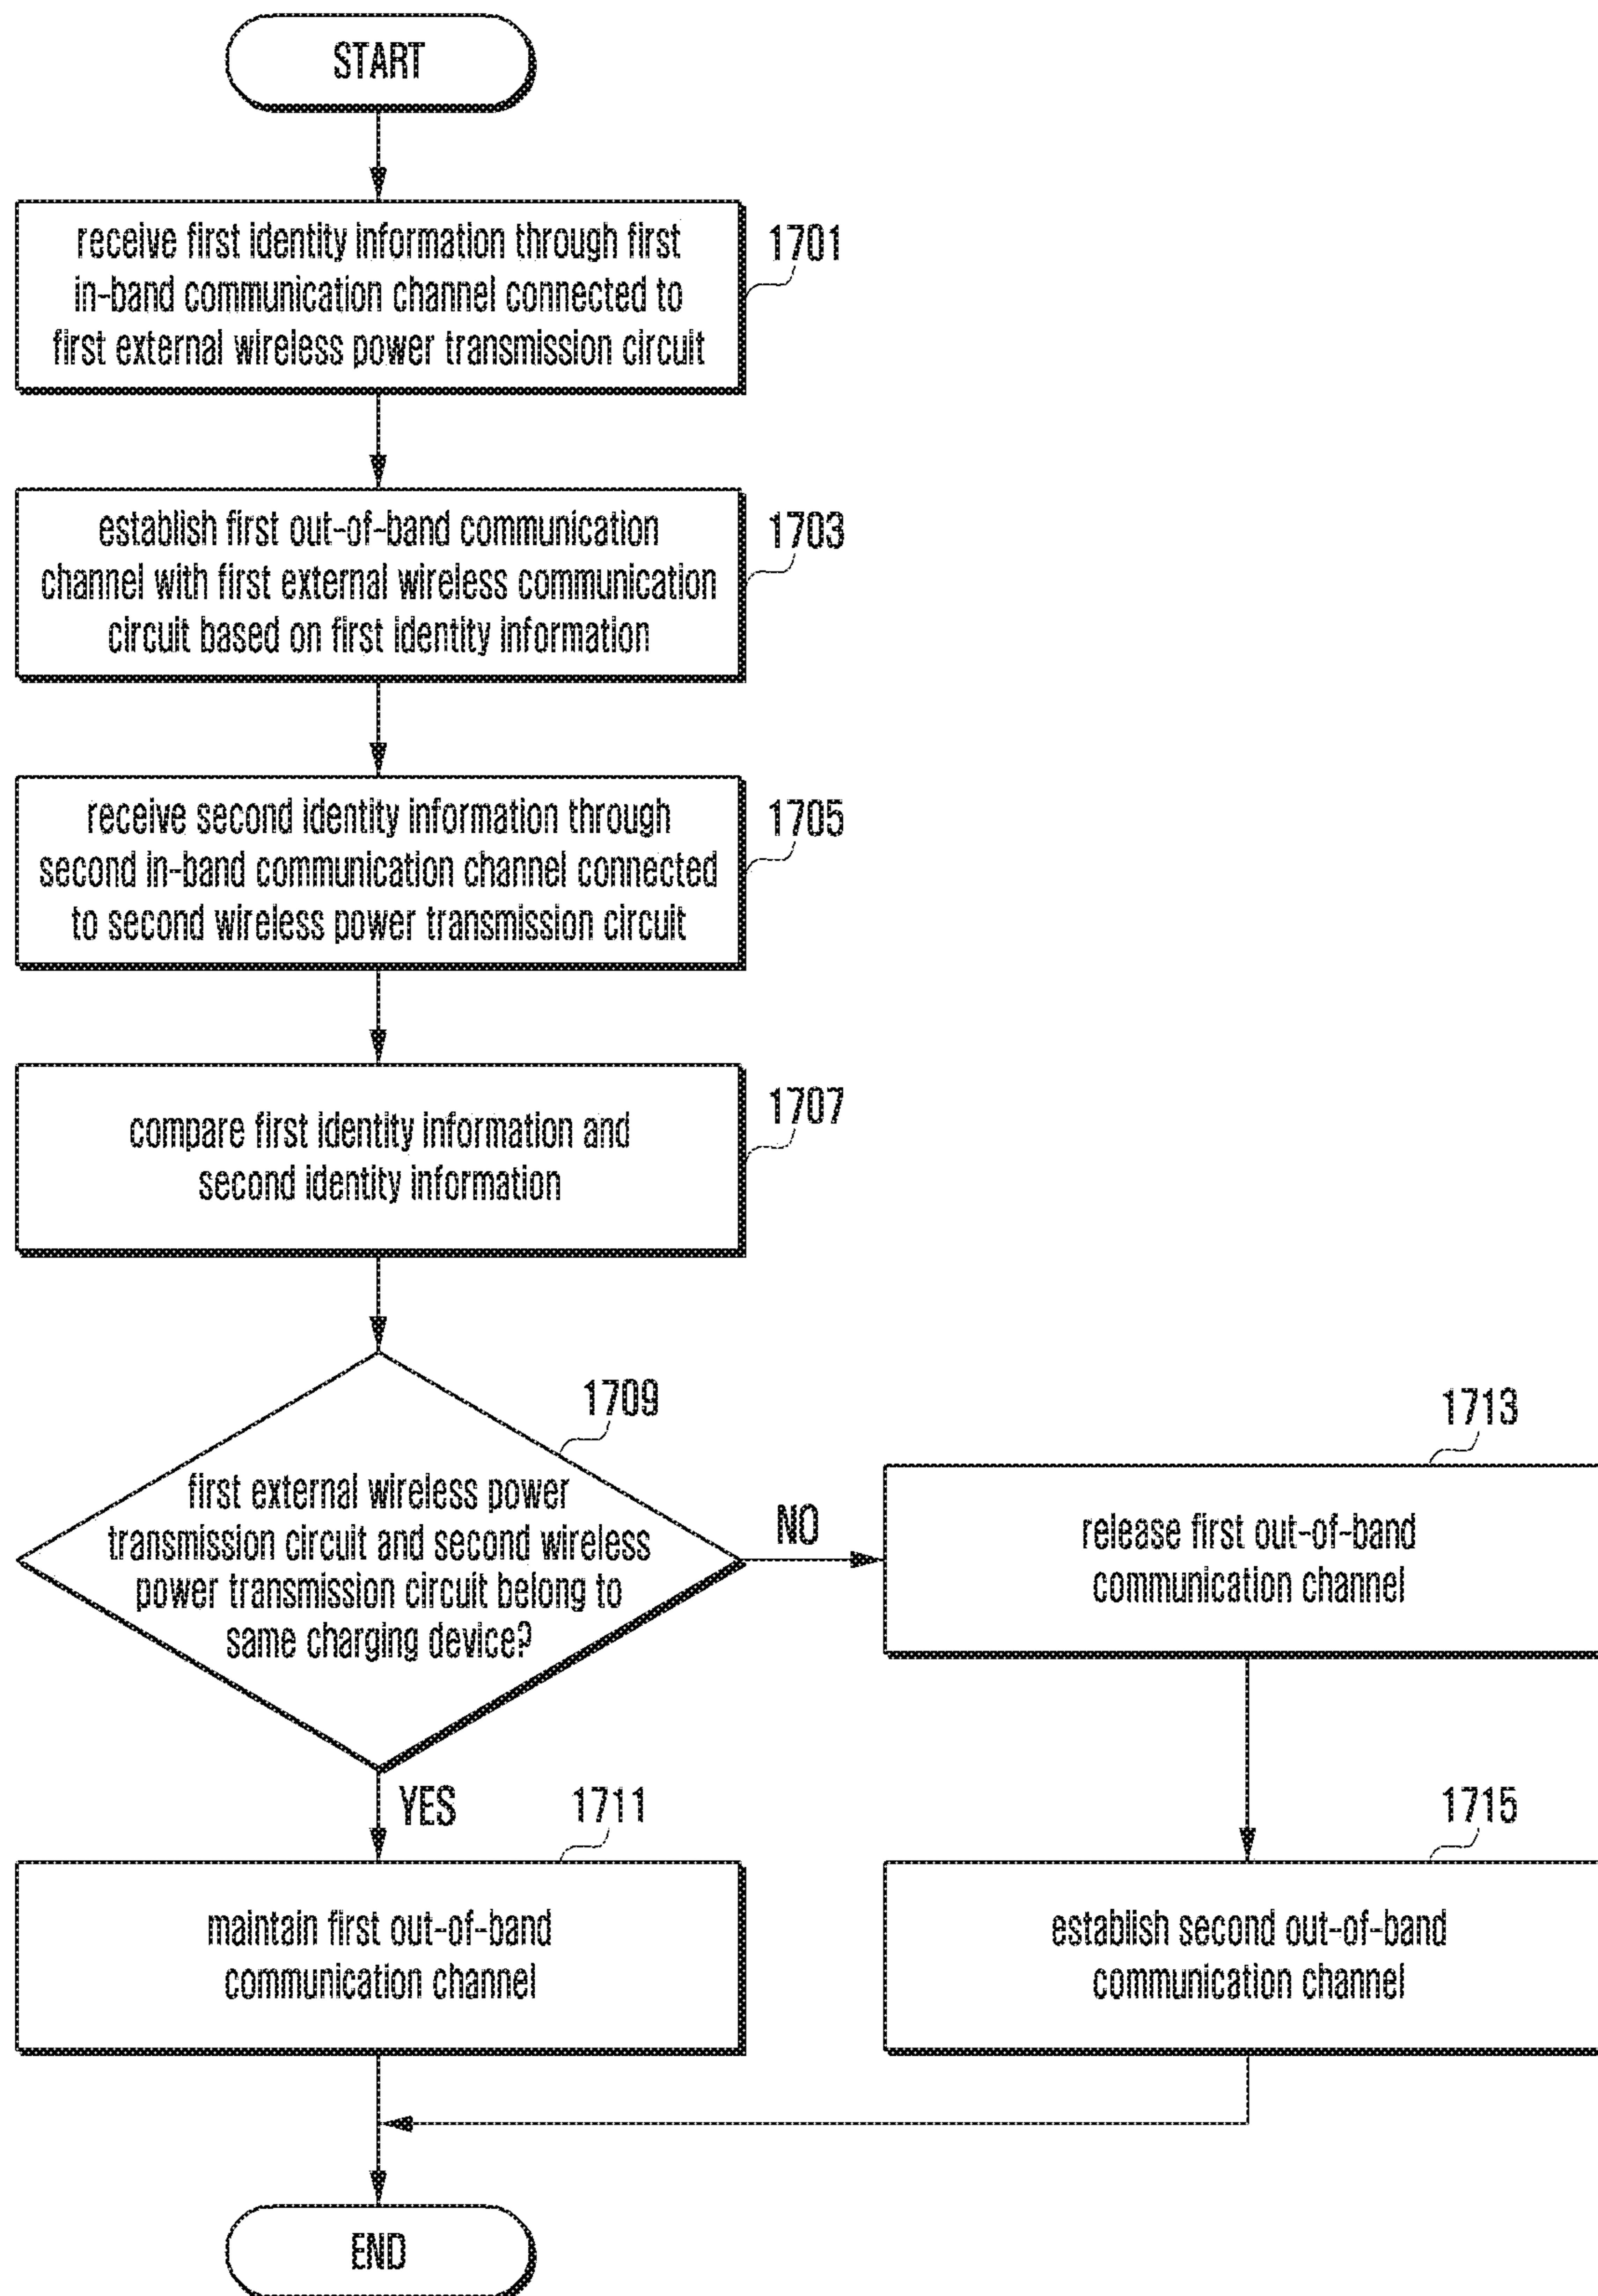 START
receive first identity information through first
in-band communication channel connected to
first external wireless power transmission circuit
1701
establish first out-of-band communication
channel with first external wireless communication
circuit based on first identity information
1703
receive second identity information through
second in-band communication channel connected
to second wireless power transmission circuit
1705
compare first identity information and
second identity information
1707
1709
first external wireless power
transmission circuit and second wireless
power transmission circuit belong to
same charging device?
NO
1713
release first out-of-band
communication channel
YES
1711
maintain first out-of-band
communication channel
1715
establish second out-of-band
communication channel
END